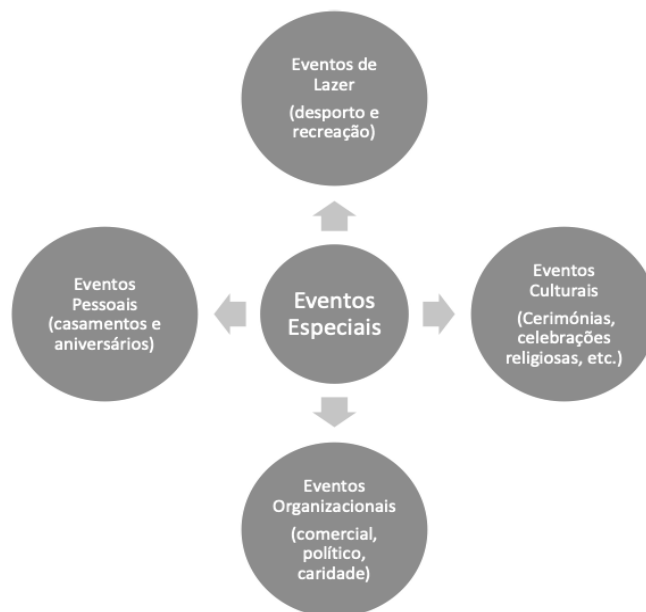 Eventos de
Lazer
(desporto e
recreação)
Eventos
Pessoais
(casamentos e
aniversários)
Eventos
Especiais
Eventos
Culturais
(Cerimónias,
celebrações
religiosas, etc.)
Eventos
Organizacionais
(comercial,
político,
caridade)